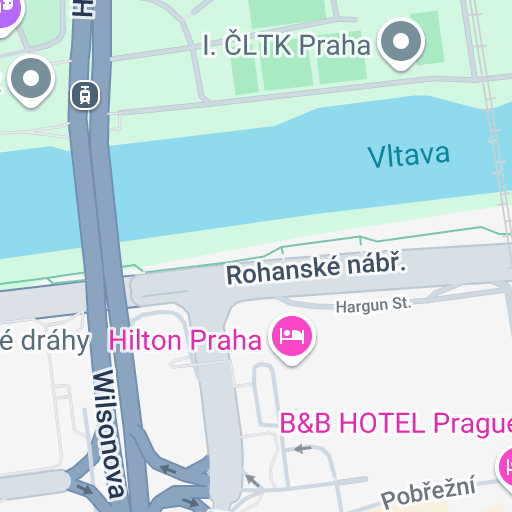 H
I. ČLTK Praha
Vltava
Rohanské nábř.
Hargun St.
é dráhy
Hilton Praha
Wilsonova
B&B HOTEL Prague
Pobřežní